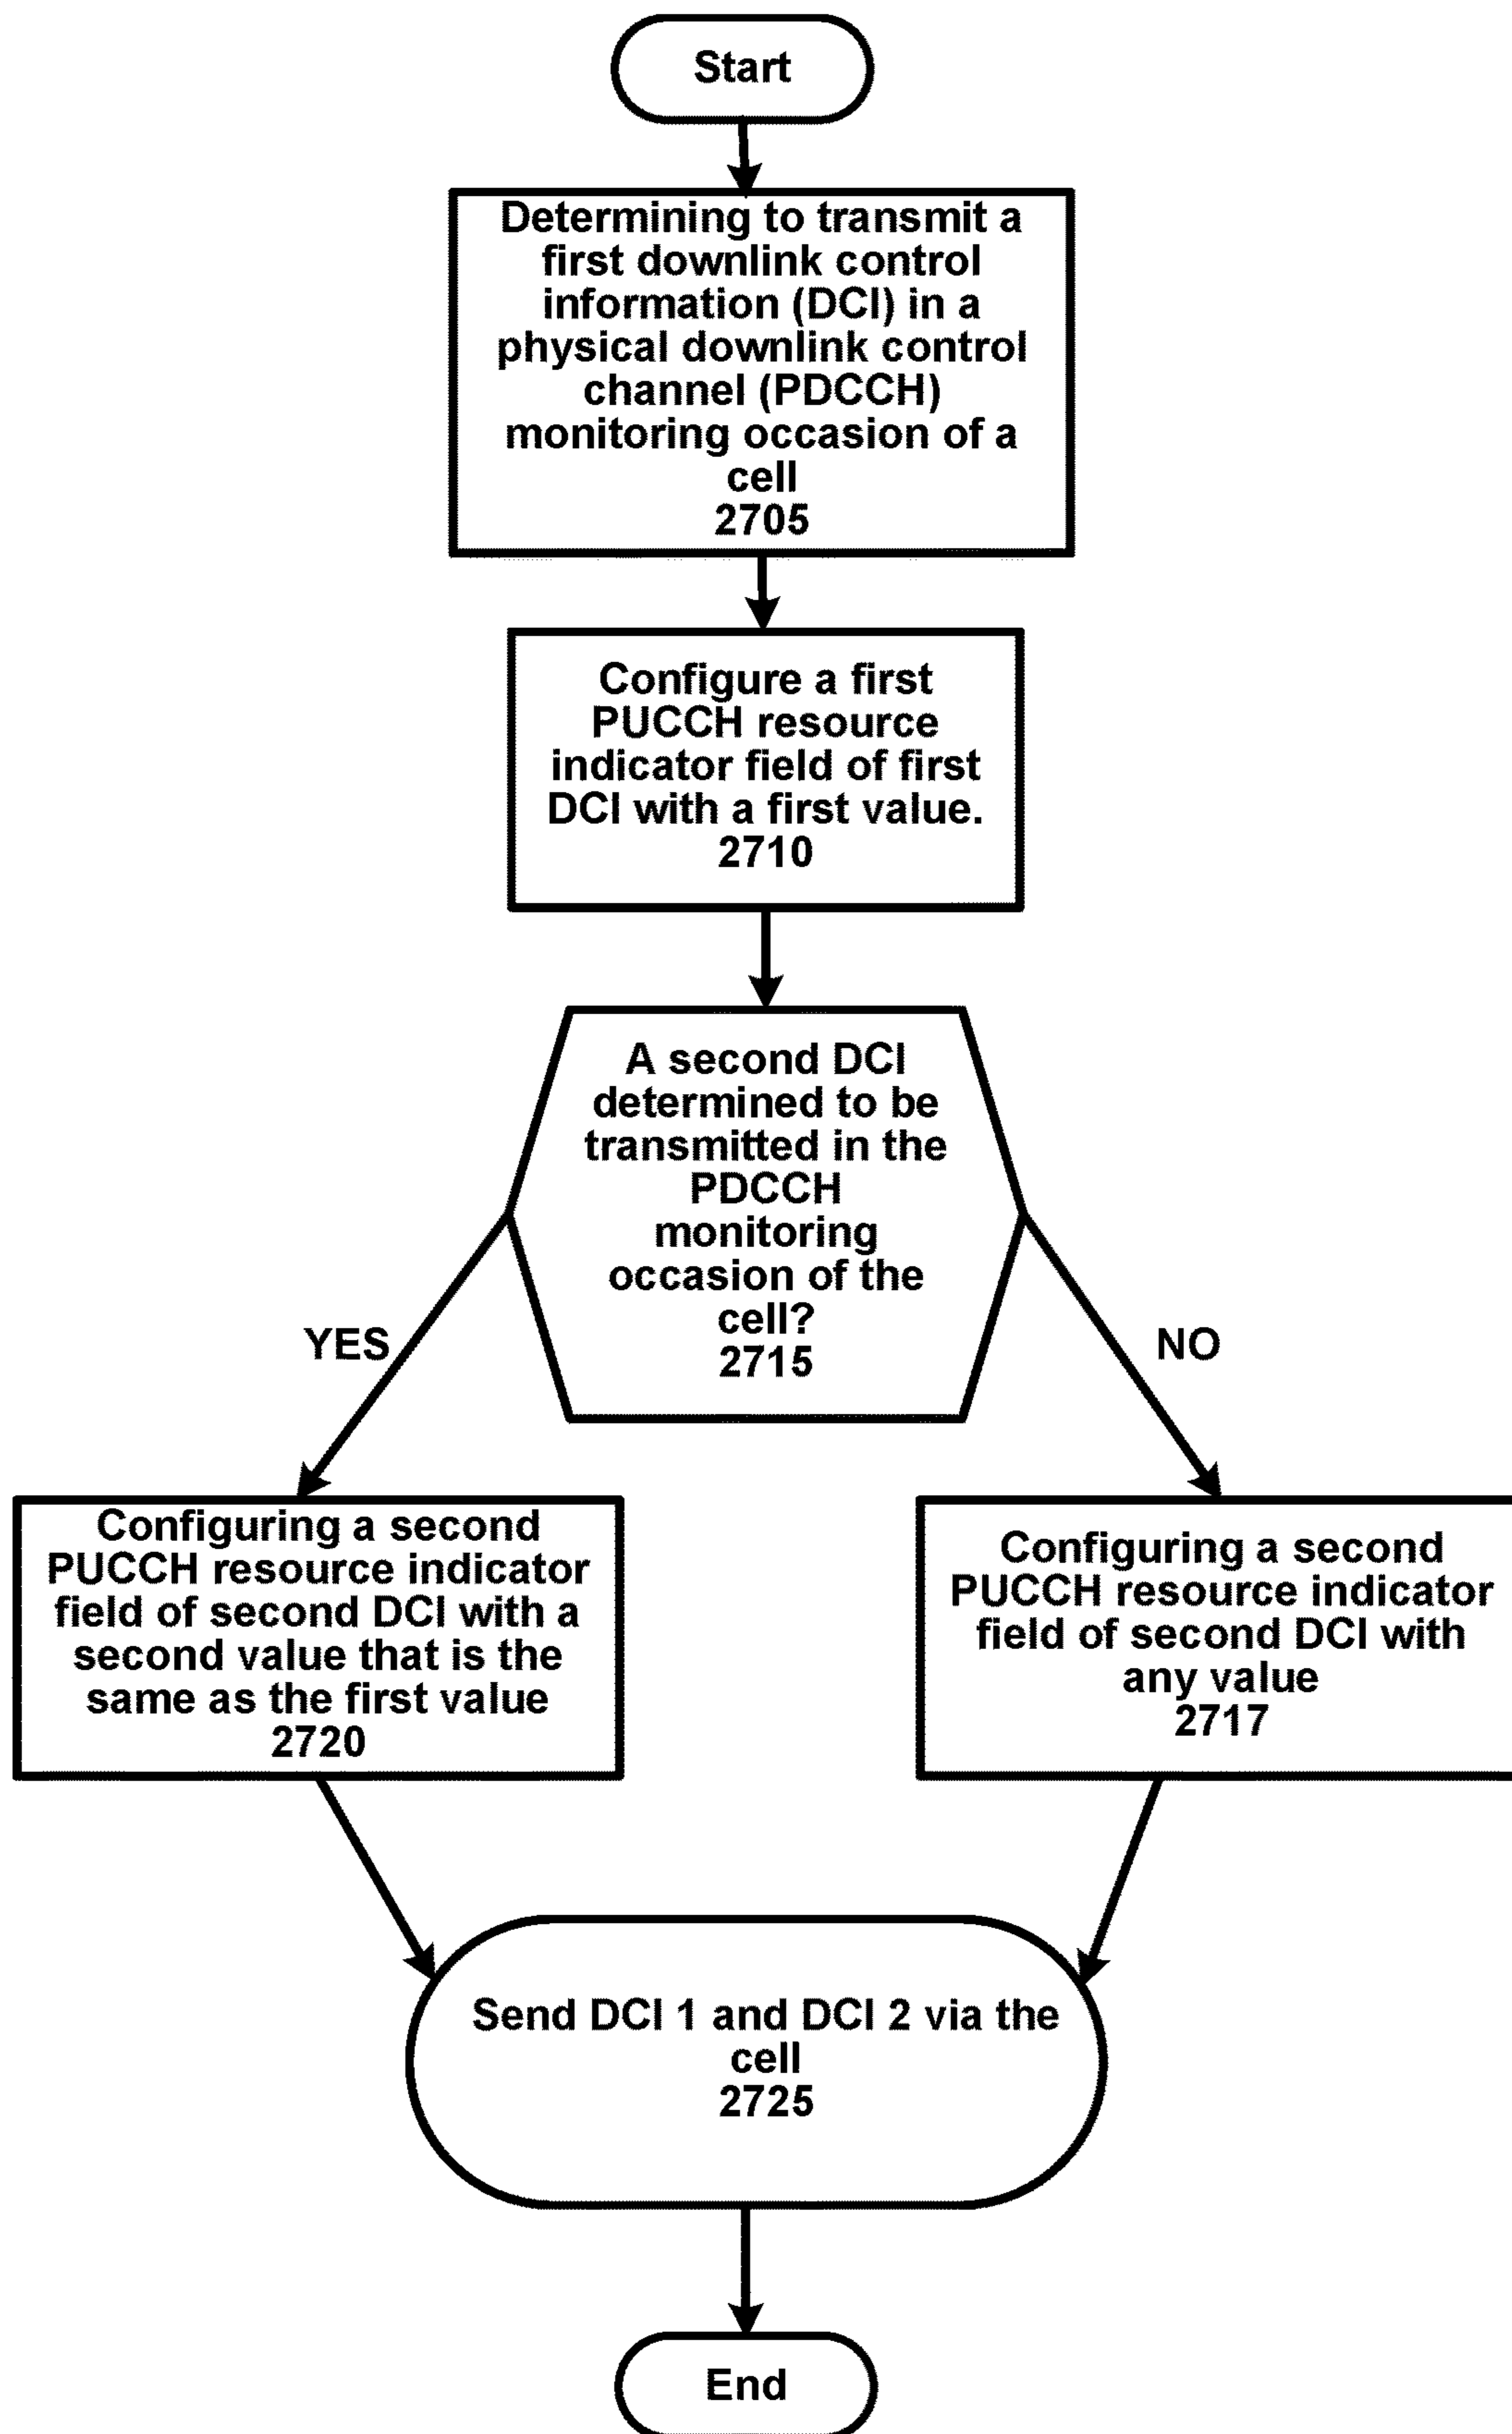 Start
Determining to transmit a
first downlink control
information (DCI) in a
physical downlink control
channel (PDCCH)
monitoring occasion of a
cell
2705
Configure a first
PUCCH resource
indicator field of first
DCI with a first value.
2710
A second DCI
determined to be
transmitted in the
PDCCH
monitoring
occasion of the
cell?
2715
YES
NO
Configuring a second
PUCCH resource indicator
field of second DCI with a
second value that is the
same as the first value
2720
Configuring a second
PUCCH resource indicator
field of second DCI with
any value
2717
Send DCI 1 and DCI 2 via the
cell
2725
End